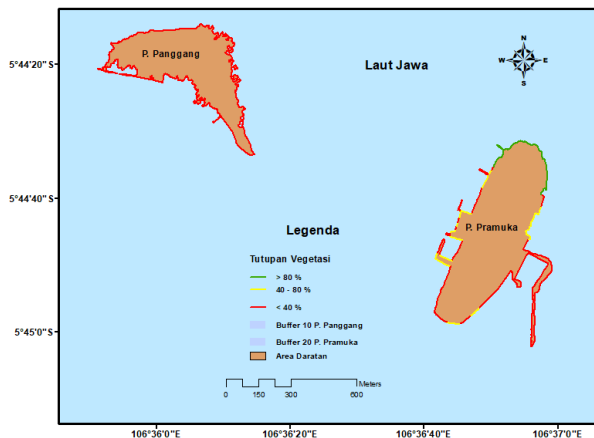 N
W E
S
P. Panggang
Laut Jawa
5°44'20" S
5°44'40" S
5°45'0" S
P. Pramuka
Legenda
Tutupan Vegetasi
> 80 %
40 - 80 %
< 40 %
Buffer 10 P. Panggang
Buffer 20 P. Pramuka
Area Daratan
Meters
0 150 300 600
106°36'0"E 106°36'20"E 106°36'40"E 106°37'0"E